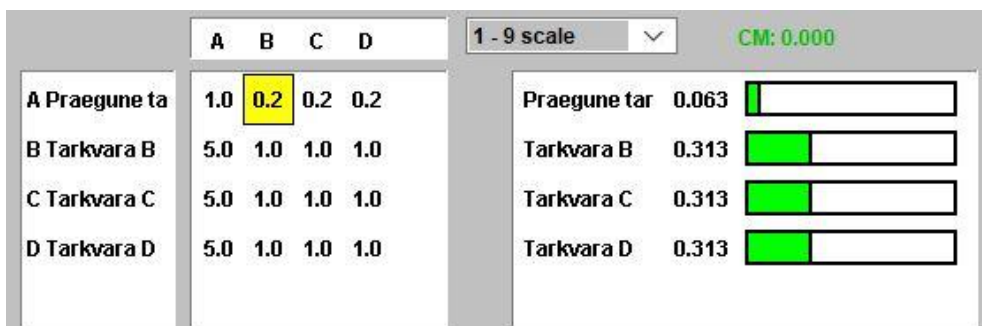 A B C D
1 - 9 scale
CM: 0.000
A Praegune ta 1.0 0.2 0.2 0.2
Praegune tar 0.063
B Tarkvara B 5.0 1.0 1.0 1.0
Tarkvara B 0.313
C Tarkvara C 5.0 1.0 1.0 1.0
Tarkvara C 0.313
D Tarkvara D 5.0 1.0 1.0 1.0
Tarkvara D 0.313